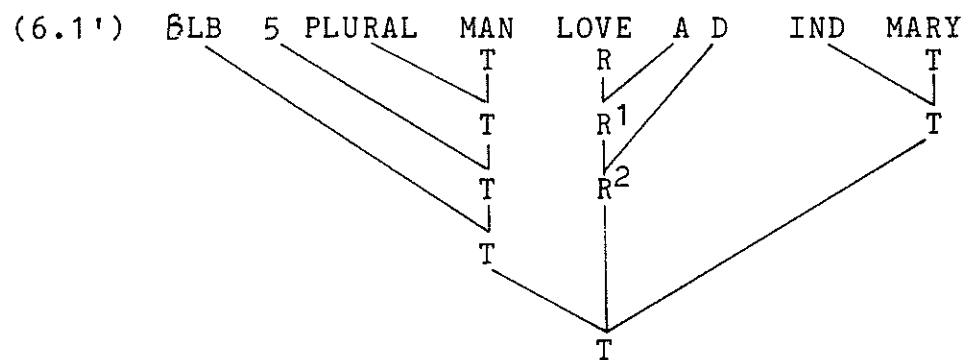 (6.1') βLB 5 PLURAL MAN LOVE A D IND MARY
T R T
T R1 T
T R2
T
T